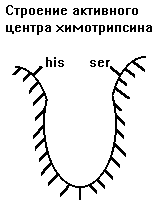 Строение активного
центра химотрипсина
his ser